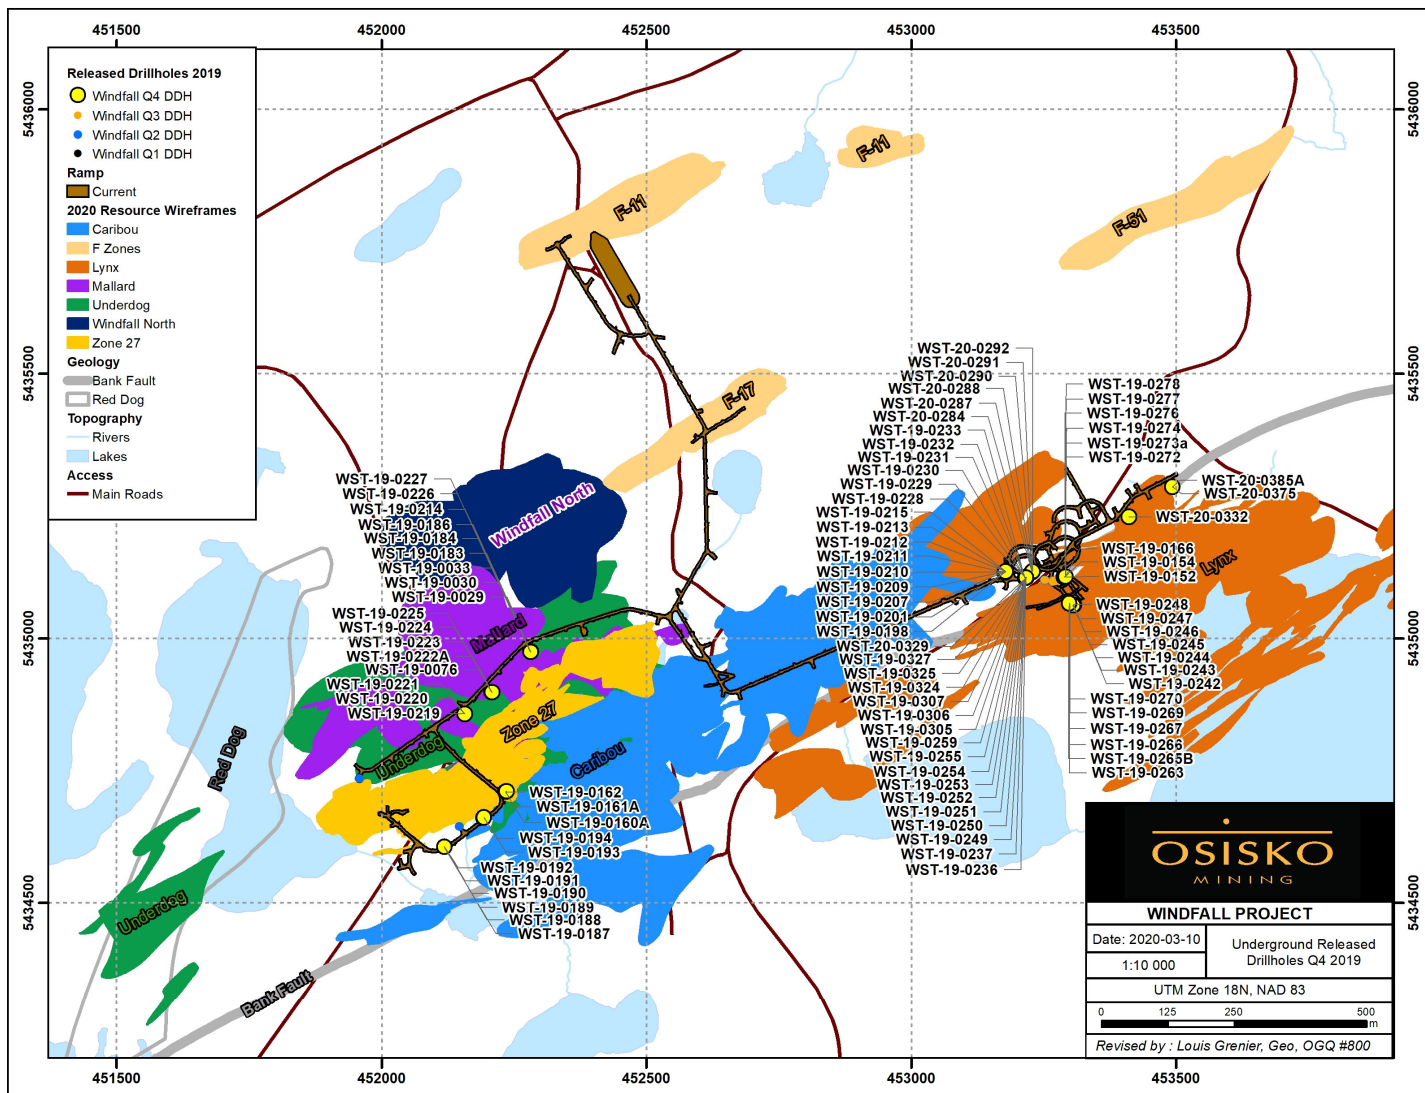 451500
452000
452500
453000
453500
5436000
5435500
5435000
5434500
5436000
5435500
5435000
5434500
Released Drillholes 2019
Windfall Q4 DDH
Windfall Q3 DDH
Windfall Q2 DDH
Windfall Q1 DDH
Ramp
Current
2020 Resource Wireframes
Caribou
F Zones
Lynx
Mallard
Underdog
Windfall North
Zone 27
Geology
Bank Fault
Red Dog
Topography
Rivers
Lakes
Access
Main Roads
F-11
F-11
F-51
F-17
Windfall North
Mallard
Zone 27
Underdog
Caribou
Lynx
Red Dog
Underdog
Bank Fault
WST-19-0227
WST-19-0226
WST-19-0214
WST-19-0186
WST-19-0184
WST-19-0183
WST-19-0033
WST-19-0030
WST-19-0029
WST-19-0225
WST-19-0224
WST-19-0223
WST-19-0222A
WST-19-0076
WST-19-0221
WST-19-0220
WST-19-0219
WST-19-0162
WST-19-0161A
WST-19-0160A
WST-19-0194
WST-19-0193
WST-19-0192
WST-19-0191
WST-19-0190
WST-19-0189
WST-19-0188
WST-19-0187
WST-20-0292
WST-20-0291
WST-20-0290
WST-20-0288
WST-20-0287
WST-20-0284
WST-19-0233
WST-19-0232
WST-19-0231
WST-19-0230
WST-19-0229
WST-19-0228
WST-19-0215
WST-19-0213
WST-19-0212
WST-19-0211
WST-19-0210
WST-19-0209
WST-19-0207
WST-19-0201
WST-19-0198
WST-20-0329
WST-19-0327
WST-19-0325
WST-19-0324
WST-19-0307
WST-19-0306
WST-19-0305
WST-19-0259
WST-19-0255
WST-19-0254
WST-19-0253
WST-19-0252
WST-19-0251
WST-19-0250
WST-19-0249
WST-19-0237
WST-19-0236
WST-19-0278
WST-19-0277
WST-19-0276
WST-19-0274
WST-19-0273a
WST-19-0272
WST-20-0385A
WST-20-0375
WST-20-0332
WST-19-0166
WST-19-0154
WST-19-0152
WST-19-0248
WST-19-0247
WST-19-0246
WST-19-0245
WST-19-0244
WST-19-0243
WST-19-0242
WST-19-0270
WST-19-0269
WST-19-0267
WST-19-0266
WST-19-0265B
WST-19-0263
OSISKO
MINING
WINDFALL PROJECT
Date: 2020-03-10
1:10 000
Underground Released
Drillholes Q4 2019
UTM Zone 18N, NAD 83
0 125 250 500
m
Revised by : Louis Grenier, Geo, OGQ #800
451500
452000
452500
453000
453500